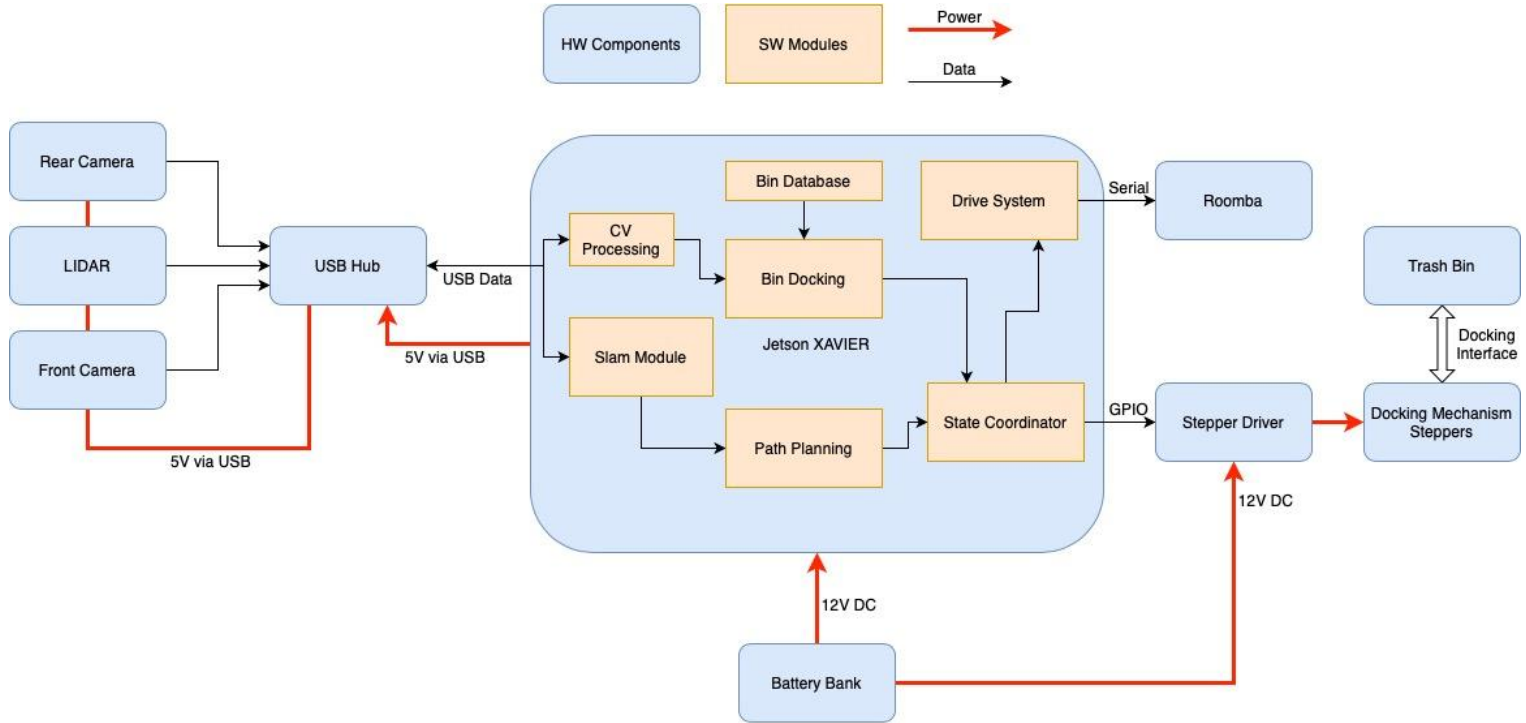 Power
HW Components
SW Modules
Data
Rear Camera
LIDAR
Front Camera
USB Hub
USB Data
5V via USB
5V via USB
CV
Processing
Bin Database
Bin Docking
Slam Module
Jetson XAVIER
Path Planning
Drive System
State Coordinator
Serial
Roomba
GPIO
Stepper Driver
Trash Bin
Docking
Interface
Docking Mechanism
Steppers
12V DC
12V DC
Battery Bank